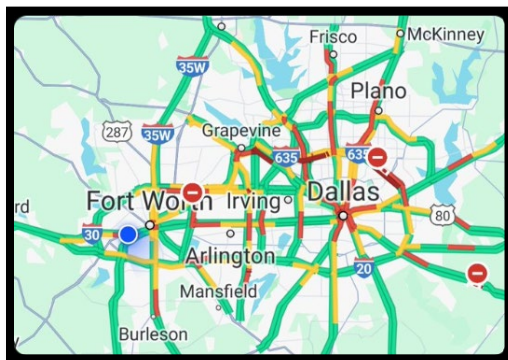 Frisco
McKinney
35W
Plano
287
35W
Grapevine
635
635
Fort Worth
Irving
Dallas
rd
30
80
Arlington
20
Mansfield
Burleson